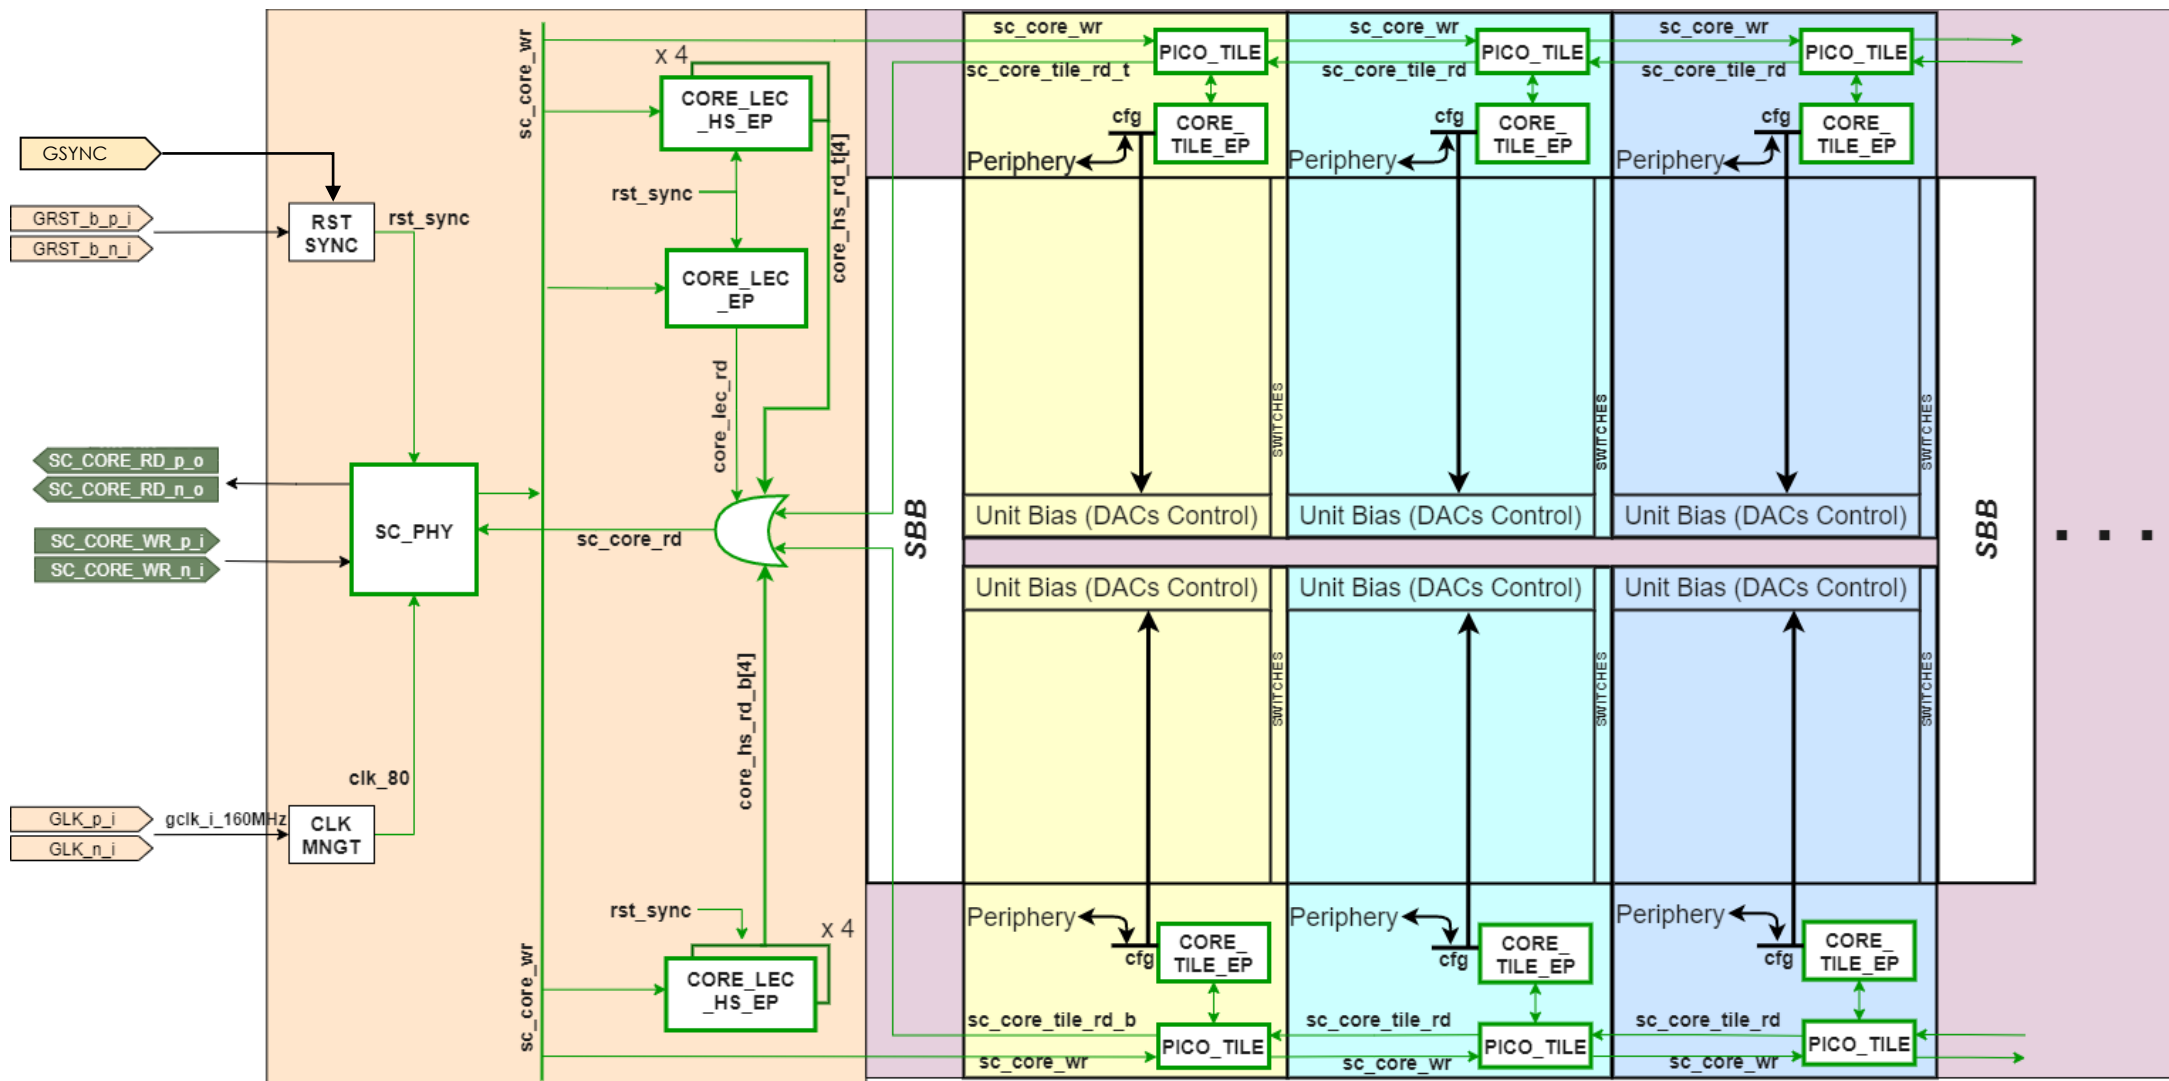 GSYNC
GRST_b_p_i
GRST_b_n_i
RST
SYNC
rst_sync
SC_CORE_RD_p_o
SC_CORE_RD_n_o
SC_CORE_WR_p_i
SC_CORE_WR_n_i
SC_PHY
clk_80
GLK_p_i
GLK_n_i
gclk_i_160MHz
CLK
MNGT
sc_core_wr
x 4
CORE_LEC
_HS_EP
rst_sync
CORE_LEC
_EP
core_hs_rd_t[4]
core_lec_rd
sc_core_rd
core_hs_rd_b[4]
rst_sync
x 4
CORE_LEC
_HS_EP
sc_core_wr
SBB
sc_core_wr
PICO_TILE
sc_core_tile_rd_t
cfg
CORE_
TILE_EP
Periphery
SWITCHES
Unit Bias (DACs Control)
sc_core_wr
PICO_TILE
sc_core_tile_rd
cfg
CORE_
TILE_EP
Periphery
SWITCHES
Unit Bias (DACs Control)
sc_core_wr
PICO_TILE
sc_core_tile_rd
cfg
CORE_
TILE_EP
Periphery
SWITCHES
Unit Bias (DACs Control)
SBB
Unit Bias (DACs Control)
SWITCHES
Periphery
cfg
CORE_
TILE_EP
sc_core_tile_rd_b
PICO_TILE
sc_core_wr
Unit Bias (DACs Control)
SWITCHES
Periphery
cfg
CORE_
TILE_EP
sc_core_tile_rd
PICO_TILE
sc_core_wr
Unit Bias (DACs Control)
SWITCHES
Periphery
cfg
CORE_
TILE_EP
sc_core_tile_rd
PICO_TILE
sc_core_wr